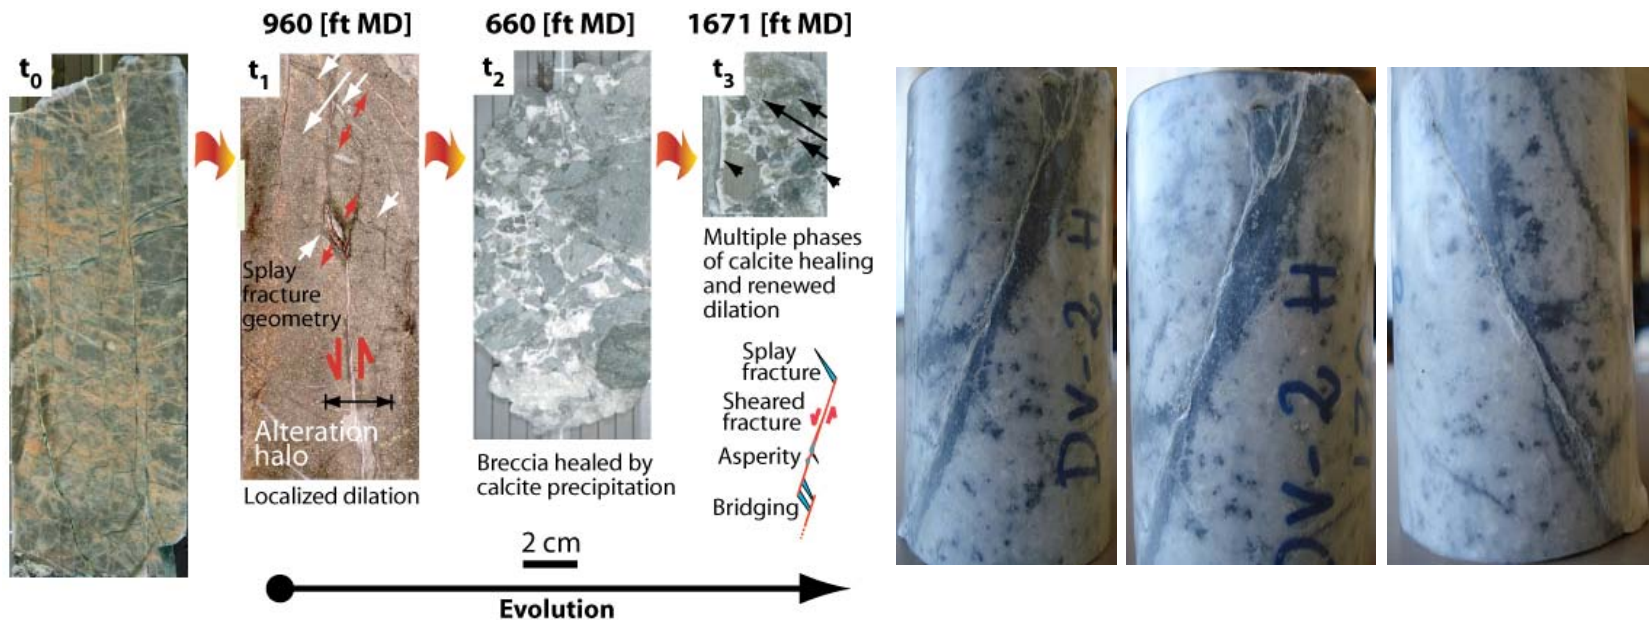 960 [ft MD]
660 [ft MD]
1671 [ft MD]
t0
t1
t2
t3
Splay
fracture
geometry
Alteration
halo
Localized dilation
Breccia healed by
calcite precipitation
Multiple phases
of calcite healing
and renewed
dilation
Splay
fracture
Sheared
fracture
Asperity
Bridging
2 cm
Evolution
DV-2-H
DV-2 H